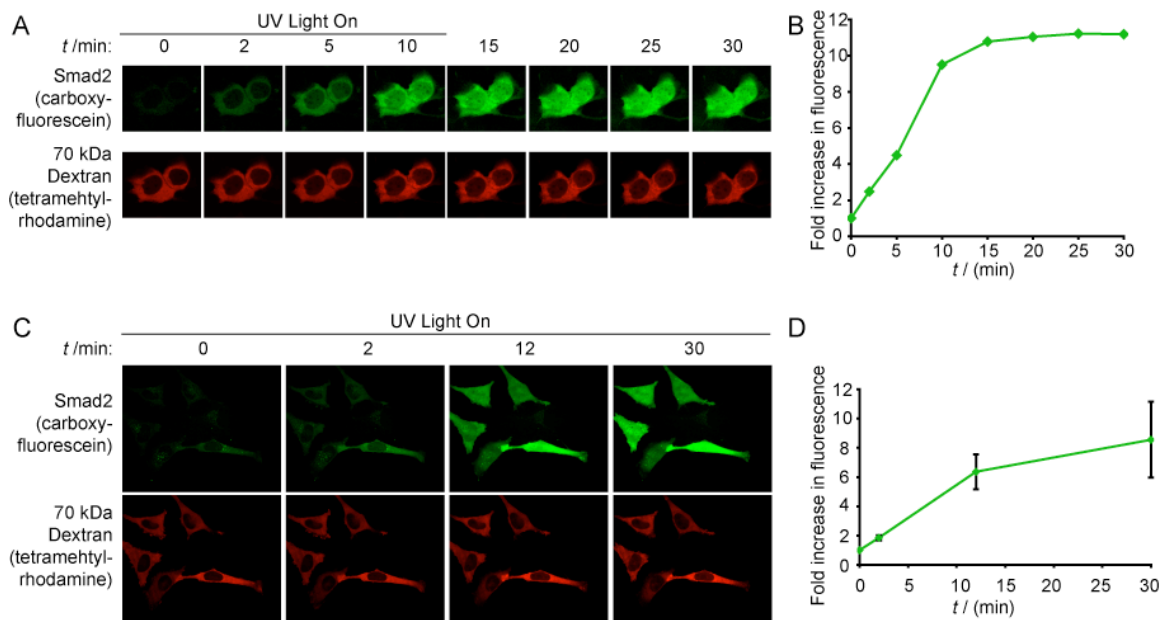 A
UV Light On
t /min: 0 2 5 10 15 20 25 30
Smad2
(carboxy-
fluorescein)
70 kDa
Dextran
(tetramehtyl-
rhodamine)
B
Fold increase in fluorescence
12
10
8
6
4
2
0
0 5 10 15 20 25 30
t / (min)
C
UV Light On
t /min: 0 2 12 30
Smad2
(carboxy-
fluorescein)
70 kDa
Dextran
(tetramehtyl-
rhodamine)
D
Fold increase in fluorescence
12
10
8
6
4
2
0
0 5 10 15 20 25 30
t / (min)